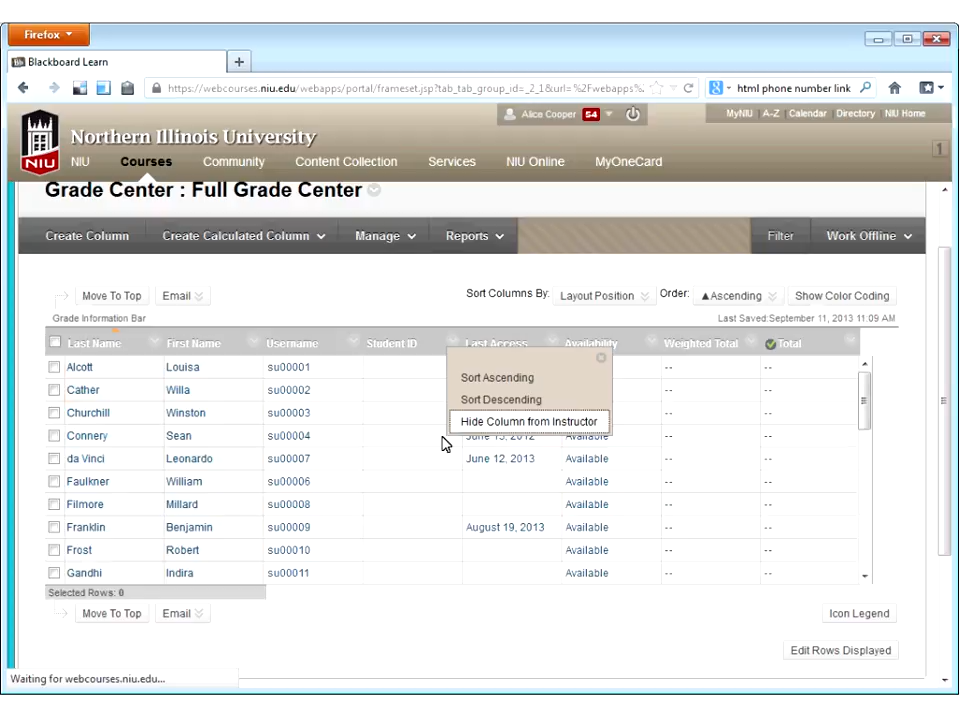 Firefox
Blackboard Learn
+
https://webcourses.niu.edu/webapps/portal/frameset.jsp?tab_tab_group_id=_2_1&url=%2Fwebapps%
html phone number link
Alice Cooper 54
MyNIU | A-Z | Calendar | Directory | NIU Home
Northern Illinois University
1
NIU
NIU Courses Community Content Collection Services NIU Online MyOneCard
Grade Center : Full Grade Center
Create Column Create Calculated Column Manage Reports Filter Work Offline
Move To Top Email Sort Columns By: Layout Position Order: ▲Ascending Show Color Coding
Grade Information Bar Last Saved:September 11, 2013 11:09 AM
Last Name First Name Username Student ID Last Access Availability Weighted Total Total
Sort Ascending
Sort Descending
Hide Column from Instructor
Alcott Louisa su00001 -- --
Cather Willa su00002 -- --
Churchill Winston su00003 -- --
Connery Sean su00004 June 13, 2012 Available -- --
da Vinci Leonardo su00007 June 12, 2013 Available -- --
Faulkner William su00006 Available -- --
Filmore Millard su00008 Available -- --
Franklin Benjamin su00009 August 19, 2013 Available -- --
Frost Robert su00010 Available -- --
Gandhi Indira su00011 Available -- --
Selected Rows: 0
Move To Top Email Icon Legend
Edit Rows Displayed
Waiting for webcourses.niu.edu...